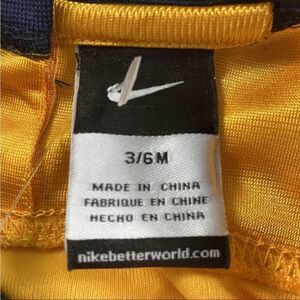 3/6M
MADE IN CHINA
FABRIQUE EN CHINE
HECHO EN CHINA
nikebetterworld.com